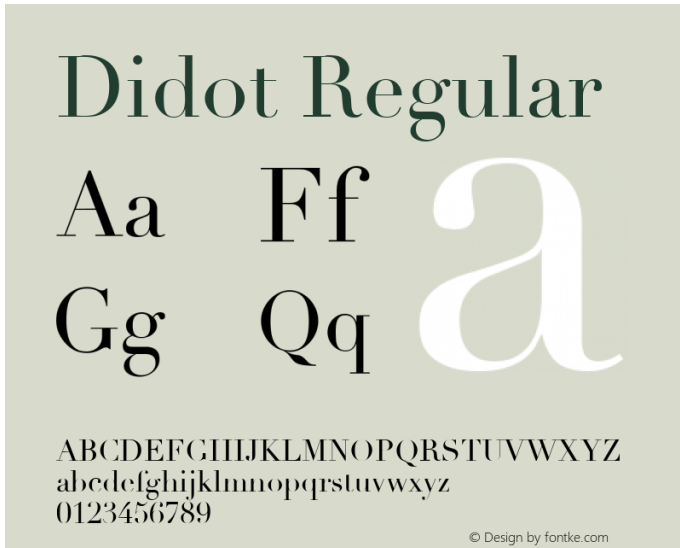 Didot Regular
Aa Ff a
Gg Qq
ABCDEFGHIJKLMNOPQRSTUVWXYZ
abcdefghijklmnopqrstuvwxyz
0123456789
© Design by fontke.com